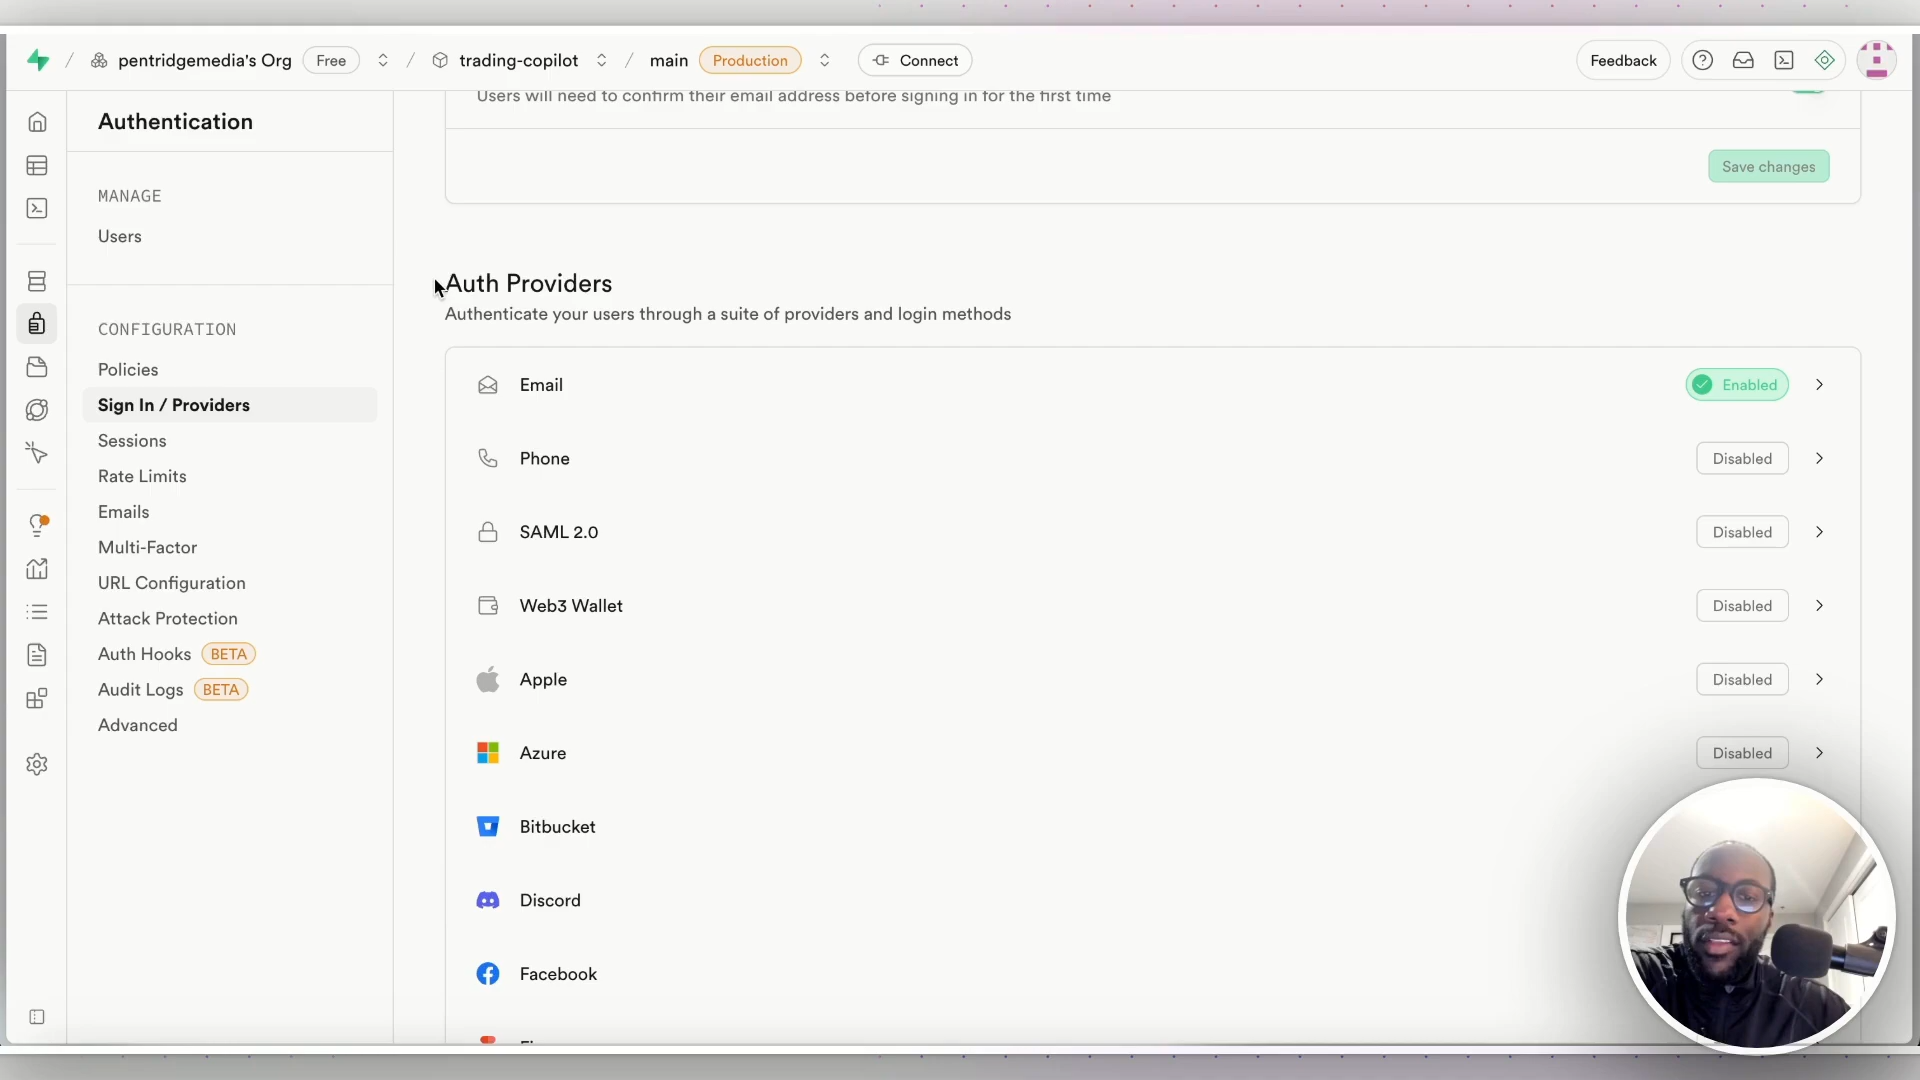 pentridgemedia's Org Free trading-copilot main Production Connect Feedback
Authentication
MANAGE
Users
CONFIGURATION
Policies
Sign In / Providers
Sessions
Rate Limits
Emails
Multi-Factor
URL Configuration
Attack Protection
Auth Hooks BETA
Audit Logs BETA
Advanced
Users will need to confirm their email address before signing in for the first time
Save changes
Auth Providers
Authenticate your users through a suite of providers and login methods
Email Enabled
Phone Disabled
SAML 2.0 Disabled
Web3 Wallet Disabled
Apple Disabled
Azure Disabled
Bitbucket
Discord
Facebook